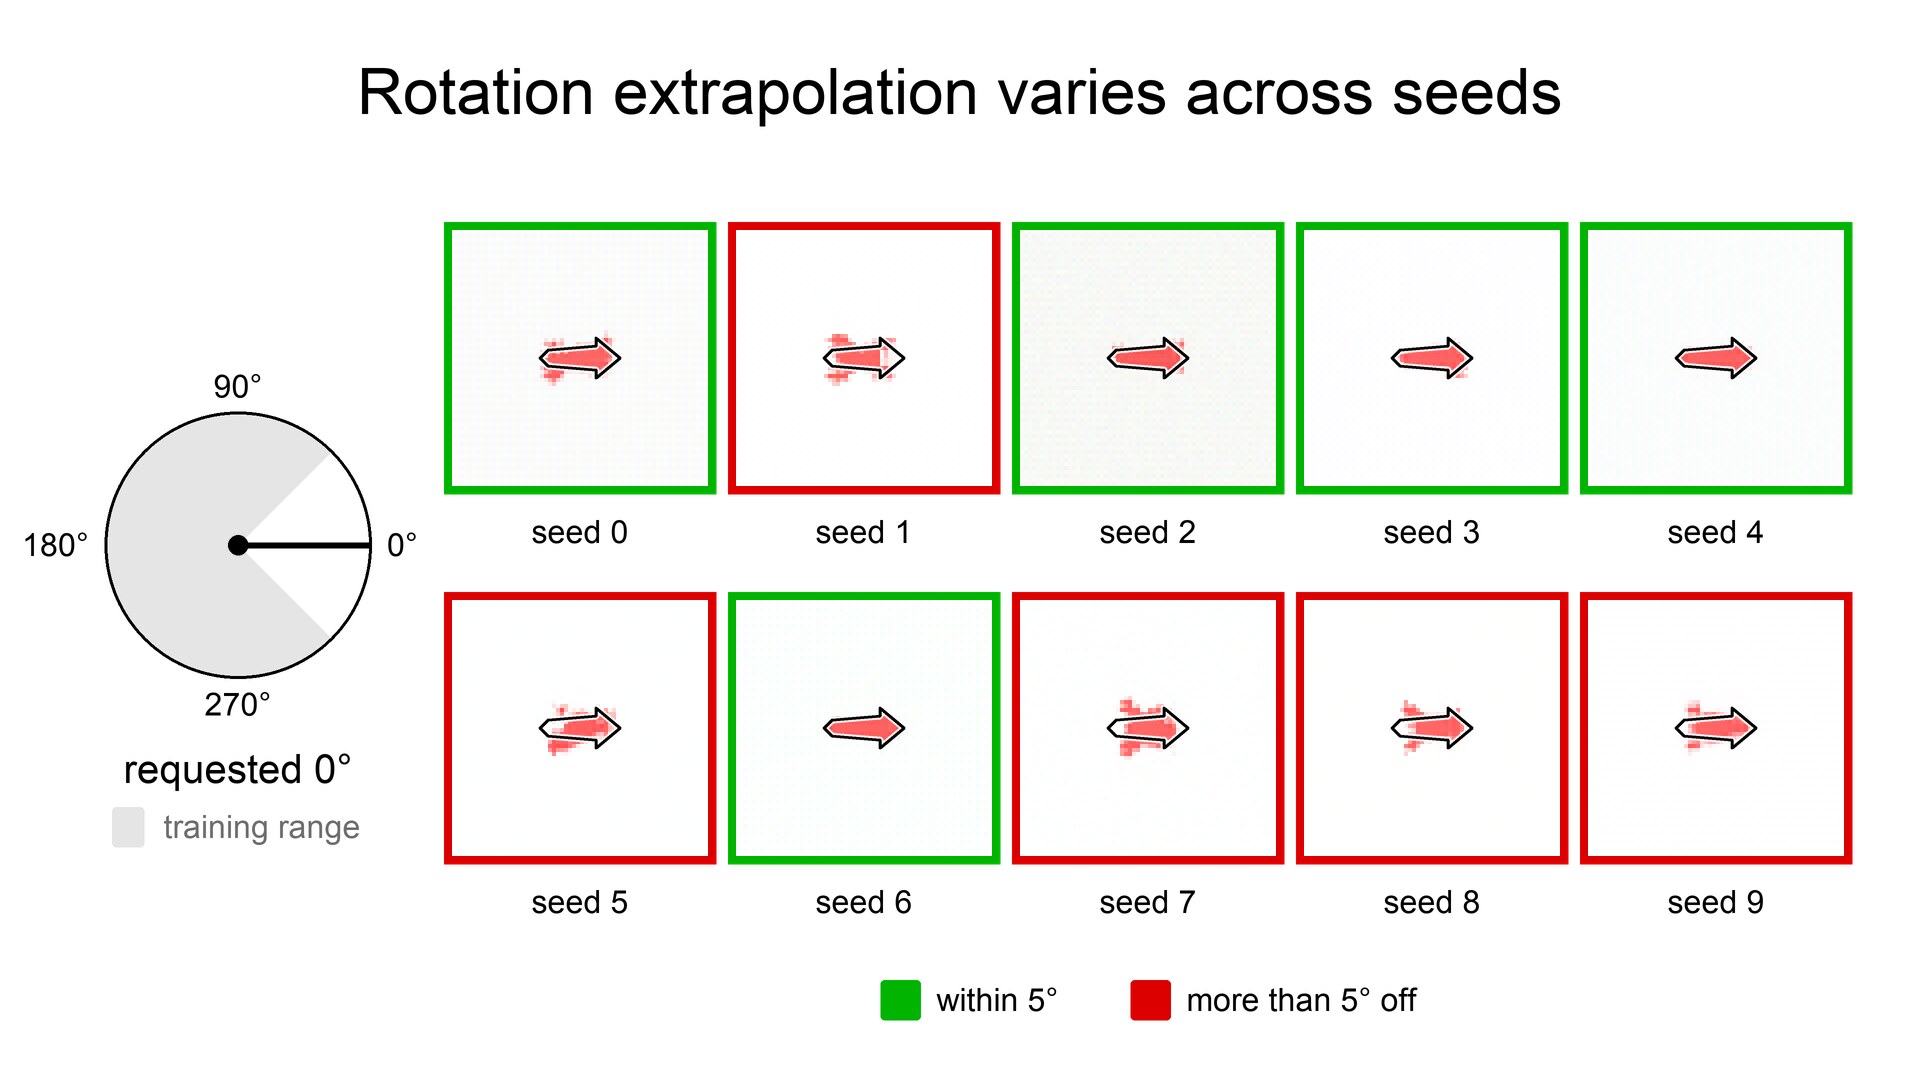 Rotation extrapolation varies across seeds
90°
180°
0°
270°
requested 0°
training range
seed 0
seed 1
seed 2
seed 3
seed 4
seed 5
seed 6
seed 7
seed 8
seed 9
within 5°
more than 5° off